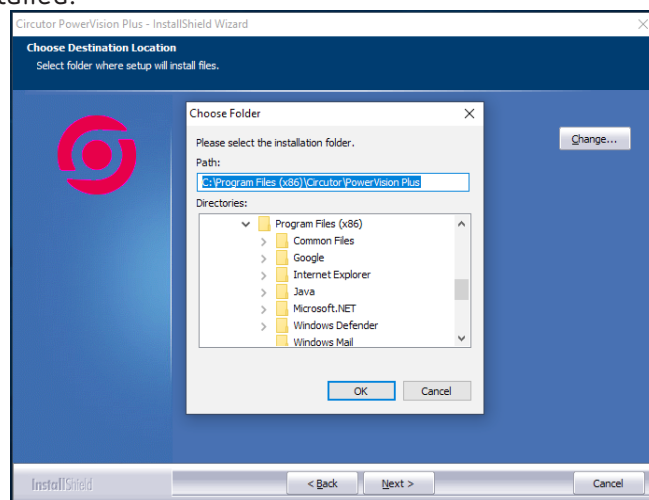 talled.
Circutor PowerVision Plus - InstallShield Wizard
Choose Destination Location
Select folder where setup will install files.
Choose Folder
Please select the installation folder.
Path:
C:\Program Files (x86)\Circutor\PowerVision Plus
Directories:
Program Files (x86)
Common Files
Google
Internet Explorer
Java
Microsoft.NET
Windows Defender
Windows Mail
OK Cancel
Change...
InstallShield
< Back Next > Cancel